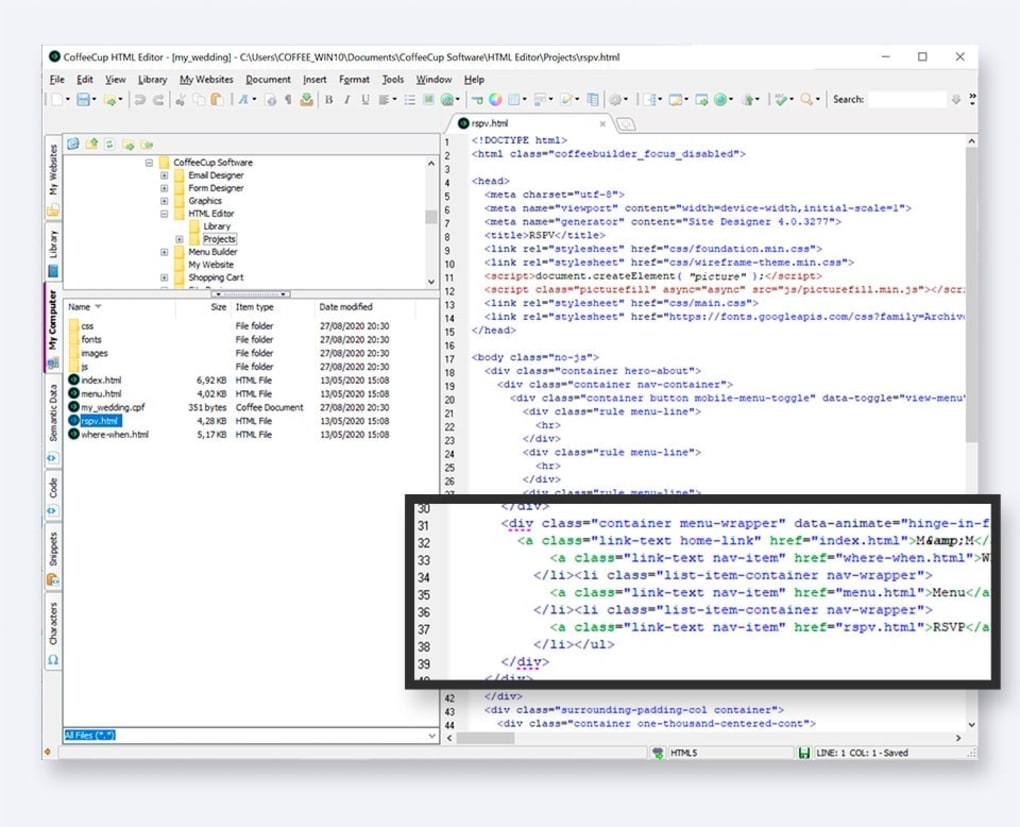 CoffeeCup HTML Editor - [my_wedding] - C:\Users\COFFEE_WIN10\Documents\CoffeeCup Software\HTML Editor\Projects\rspv.html
File Edit View Library My Websites Document Insert Format Tools Window Help
B I U Search:
rspv.html
My Websites
Library
My Computer
Semantic Data
Code
Snippets
Characters
CoffeeCup Software
Email Designer
Form Designer
Graphics
HTML Editor
Library
Projects
Menu Builder
My Website
Shopping Cart
Name Size Item type Date modified
css File folder 27/08/2020 20:30
fonts File folder 27/08/2020 20:30
images File folder 27/08/2020 20:30
js File folder 27/08/2020 20:30
index.html 6,92 KB HTML File 13/05/2020 15:08
menu.html 4,02 KB HTML File 13/05/2020 15:08
my_wedding.cpf 351 bytes Coffee Document 27/08/2020 20:30
rspv.html 4,28 KB HTML File 13/05/2020 15:08
where-when.html 5,17 KB HTML File 13/05/2020 15:08
All Files (*.*)
1 <!DOCTYPE html>
2 <html class="coffeebuilder_focus_disabled">
3
4 <head>
5 <meta charset="utf-8">
6 <meta name="viewport" content="width=device-width,initial-scale=1">
7 <meta name="generator" content="Site Designer 4.0.3277">
8 <title>RSPV</title>
9 <link rel="stylesheet" href="css/foundation.min.css">
10 <link rel="stylesheet" href="css/wireframe-theme.min.css">
11 <script>document.createElement( "picture" );</script>
12 <script class="picturefill" async="async" src="js/picturefill.min.js"></scri
13 <link rel="stylesheet" href="css/main.css">
14 <link rel="stylesheet" href="https://fonts.googleapis.com/css?family=Archiv
15 </head>
16
17 <body class="no-js">
18 <div class="container hero-about">
19 <div class="container nav-container">
20 <div class="container button mobile-menu-toggle" data-toggle="view-menu"
21 <div class="rule menu-line">
22 <hr>
23 </div>
24 <div class="rule menu-line">
25 <hr>
26 </div>
27 <div class="rule menu-line">
30 </div>
31 <div class="container menu-wrapper" data-animate="hinge-in-f
32 <a class="link-text home-link" href="index.html">M&amp;M</
33 <a class="link-text nav-item" href="where-when.html">W
34 </li><li class="list-item-container nav-wrapper">
35 <a class="link-text nav-item" href="menu.html">Menu</a
36 </li><li class="list-item-container nav-wrapper">
37 <a class="link-text nav-item" href="rspv.html">RSVP</a
38 </li></ul>
39 </div>
40 </div>
42 </div>
43 <div class="surrounding-padding-col container">
44 <div class="container one-thousand-centered-cont">
HTML5 LINE: 1 COL: 1 - Saved